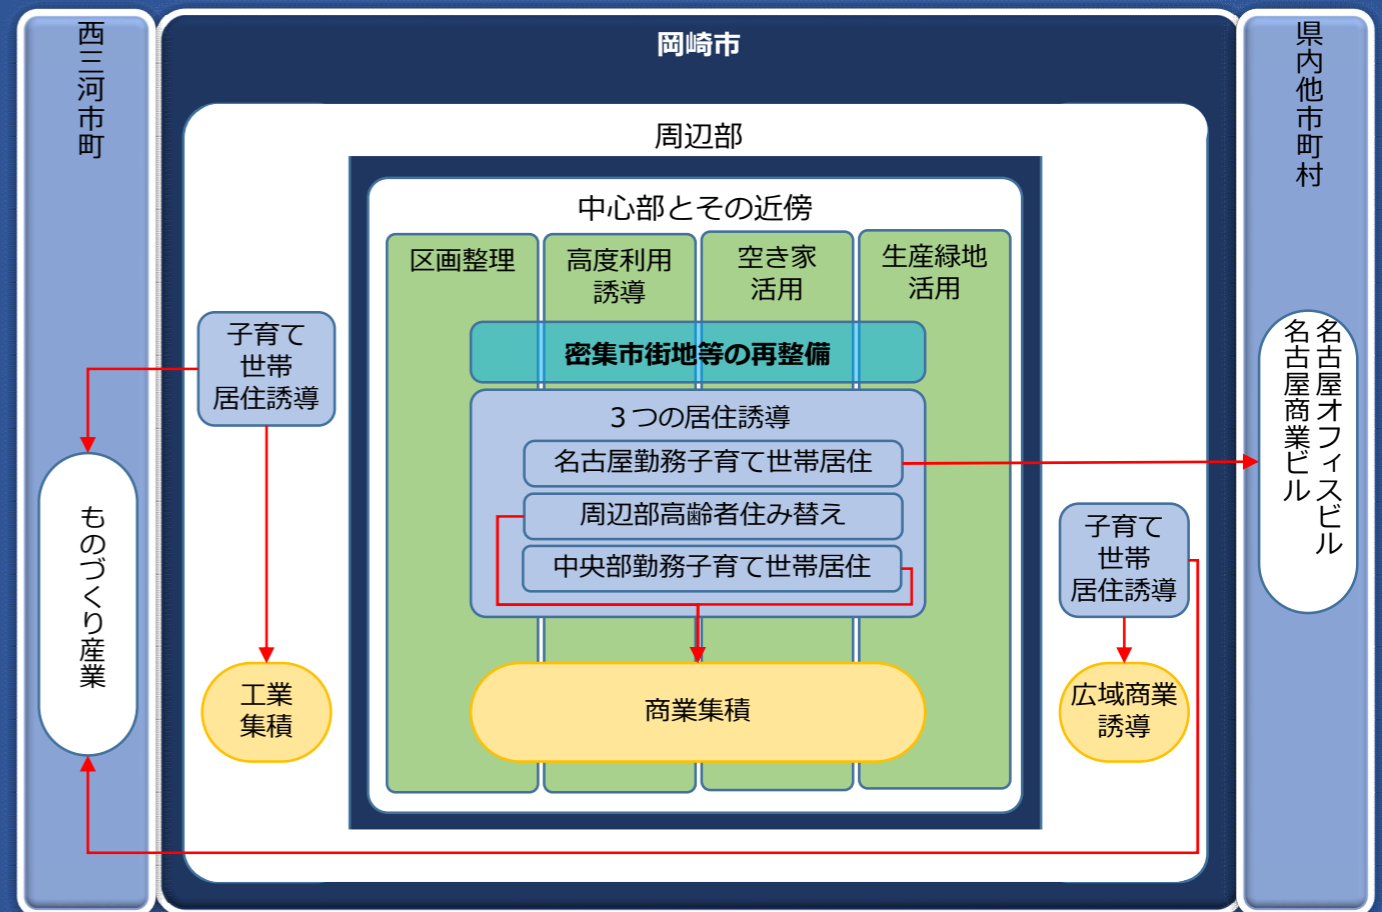 西三河市町
岡崎市
県内他市町村
周辺部
中心部とその近傍
区画整理
高度利用
誘導
空き家
活用
生産緑地
活用
密集市街地等の再整備
３つの居住誘導
名古屋勤務子育て世帯居住
周辺部高齢者住み替え
中央部勤務子育て世帯居住
商業集積
子育て
世帯
居住誘導
工業
集積
ものづくり産業
子育て
世帯
居住誘導
広域商業
誘導
名古屋オフィスビル
名古屋商業ビル